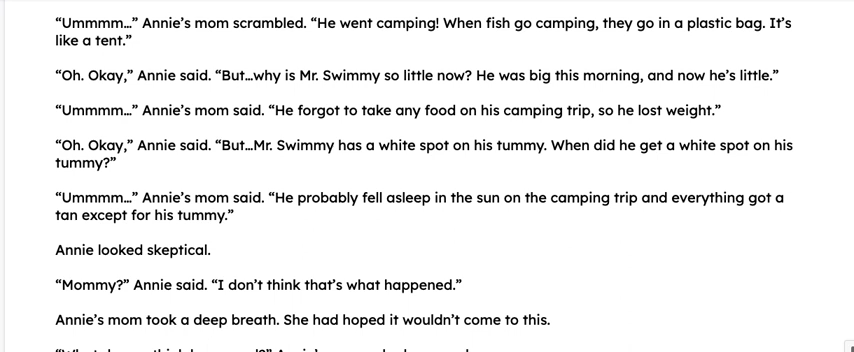 “Ummmm…” Annie’s mom scrambled. “He went camping! When fish go camping, they go in a plastic bag. It’s
like a tent.”
“Oh. Okay,” Annie said. “But…why is Mr. Swimmy so little now? He was big this morning, and now he’s little.”
“Ummmm…” Annie’s mom said. “He forgot to take any food on his camping trip, so he lost weight.”
“Oh. Okay,” Annie said. “But…Mr. Swimmy has a white spot on his tummy. When did he get a white spot on his
tummy?”
“Ummmm…” Annie’s mom said. “He probably fell asleep in the sun on the camping trip and everything got a
tan except for his tummy.”
Annie looked skeptical.
“Mommy?” Annie said. “I don’t think that’s what happened.”
Annie’s mom took a deep breath. She had hoped it wouldn’t come to this.